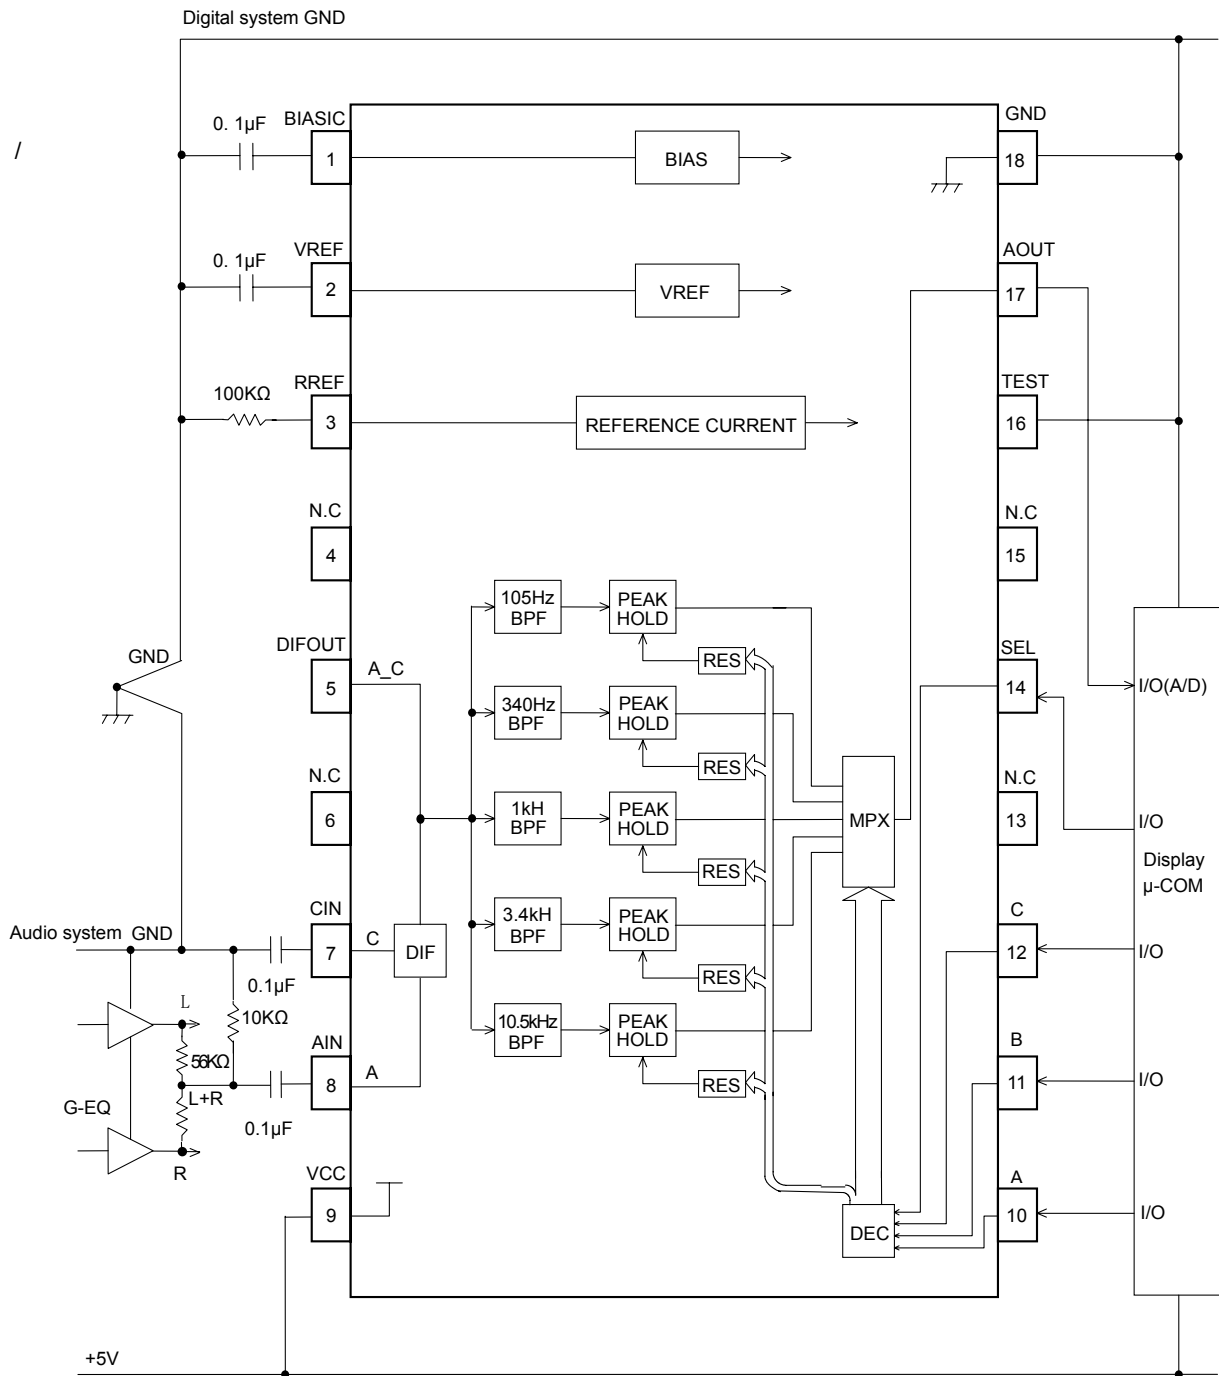 Digital system GND
/
0. 1µF
BIASIC
1
BIAS
GND
18
0. 1µF
VREF
2
VREF
AOUT
17
100KΩ
RREF
3
REFERENCE CURRENT
TEST
16
N.C
4
N.C
15
105Hz
BPF
PEAK
HOLD
RES
GND
DIFOUT
5
A_C
SEL
14
I/O(A/D)
340Hz
BPF
PEAK
HOLD
RES
N.C
6
1kH
BPF
PEAK
HOLD
MPX
N.C
13
I/O
Display
µ-COM
RES
3.4kH
BPF
PEAK
HOLD
C
12
I/O
Audio system GND
CIN
7
C
DIF
RES
0.1µF
L
10KΩ
10.5kHz
BPF
PEAK
HOLD
56KΩ
AIN
8
A
B
11
I/O
RES
G-EQ
L+R
0.1µF
R
VCC
9
A
10
I/O
DEC
+5V